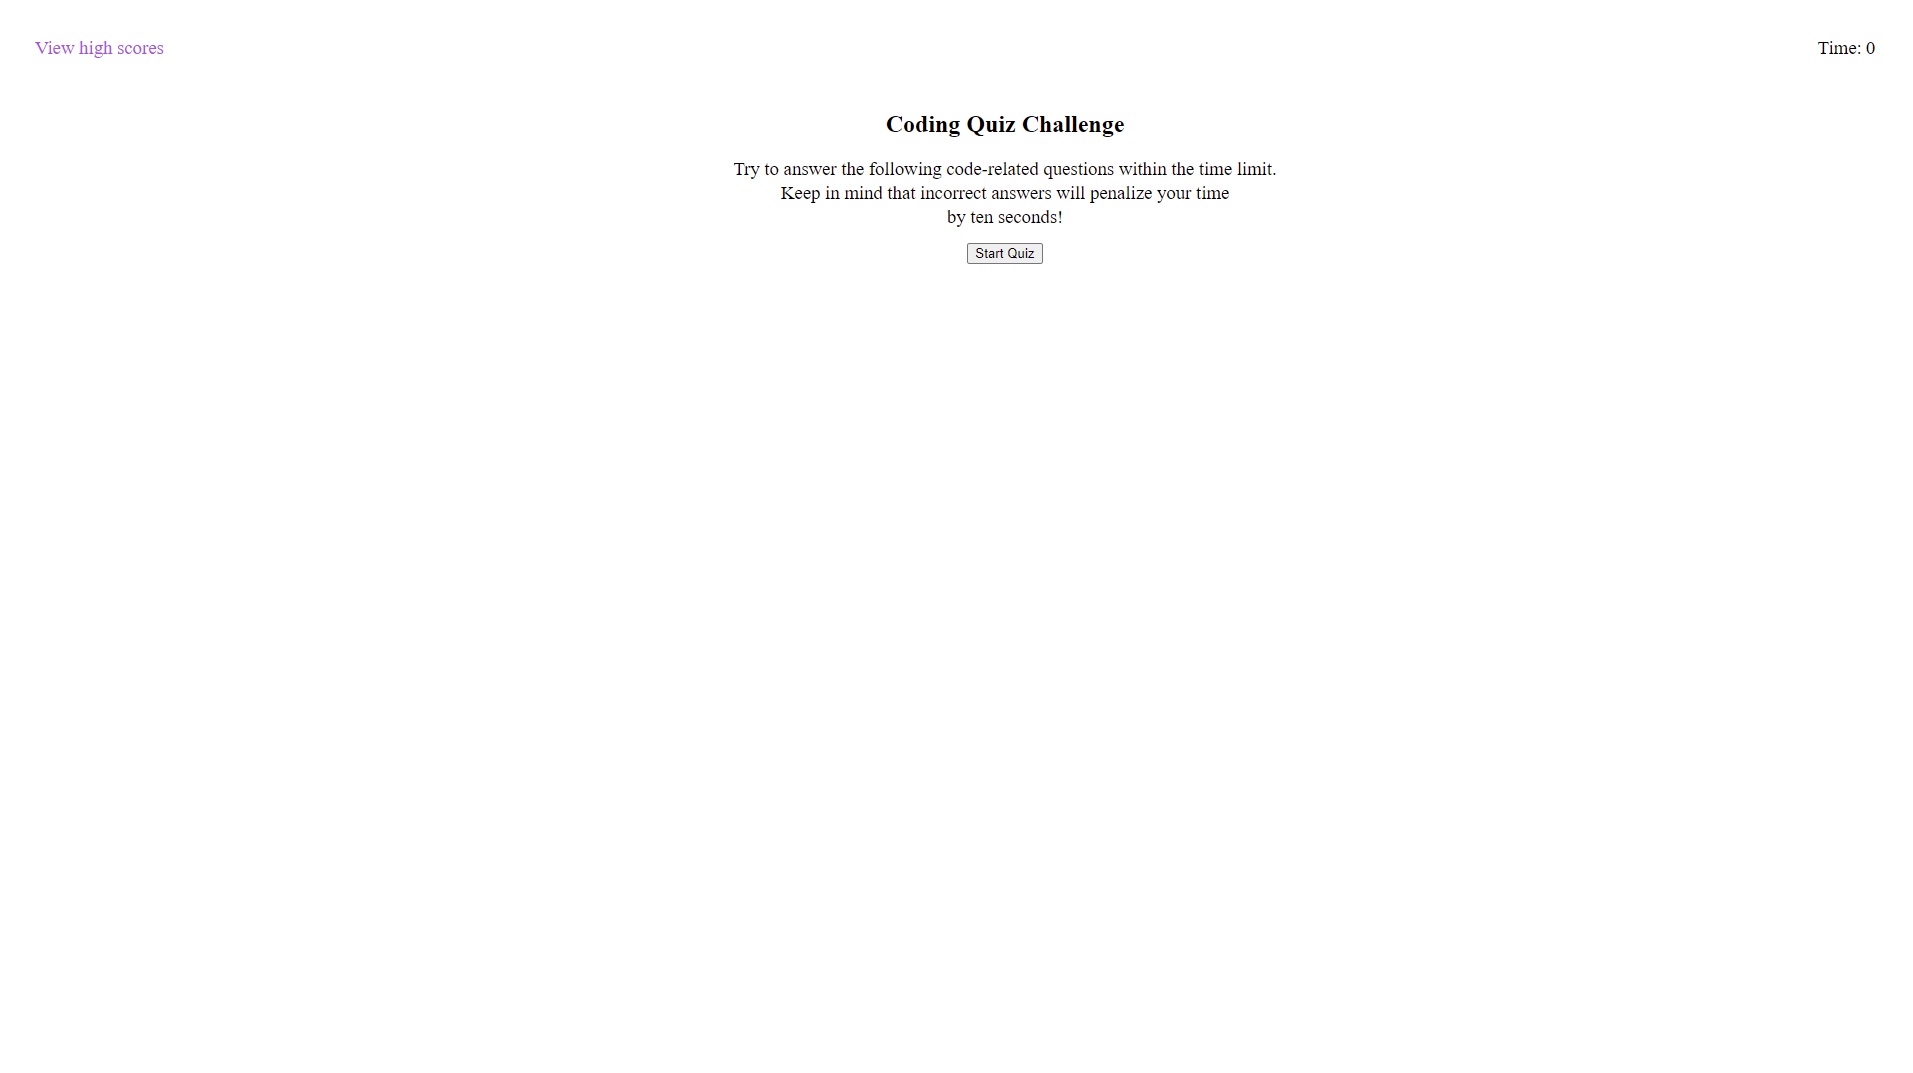 View high scores
Time: 0
Coding Quiz Challenge
Try to answer the following code-related questions within the time limit.
Keep in mind that incorrect answers will penalize your time
by ten seconds!
Start Quiz